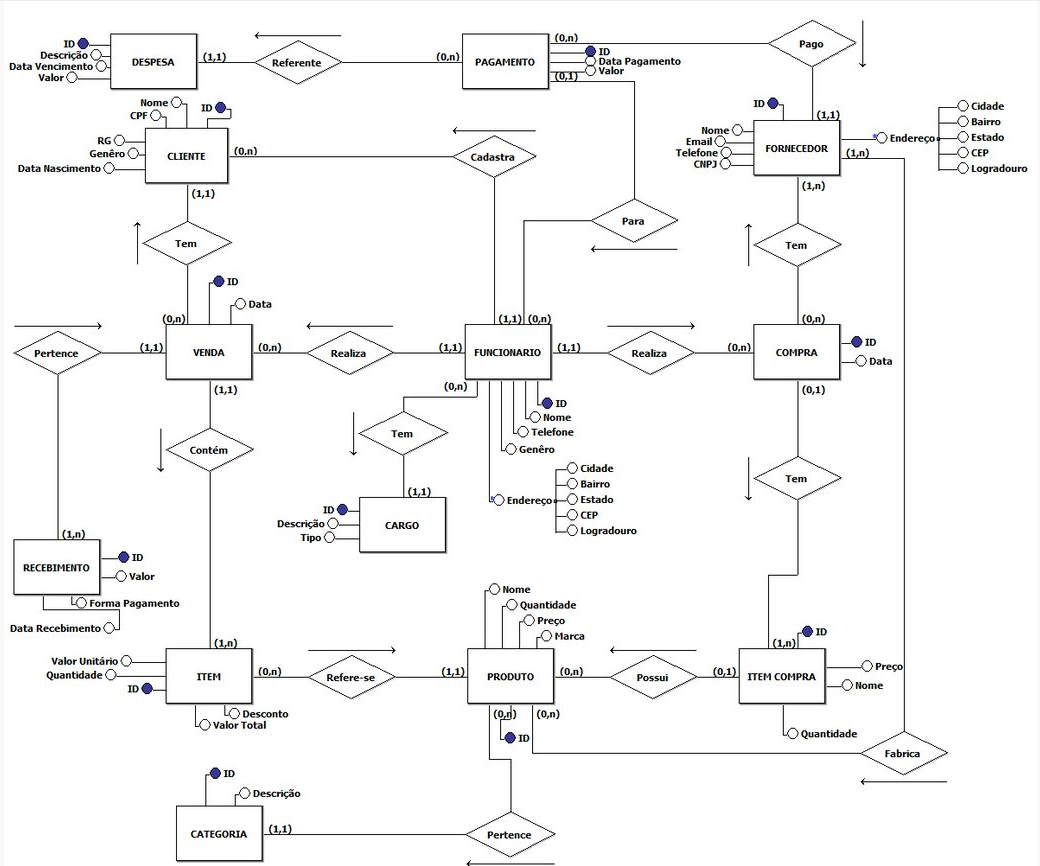 (0,n)
Pago
ID
Descrição
Data Vencimento
Valor
DESPESA
(1,1)
Referente
(0,n)
PAGAMENTO
ID
Data Pagamento
Valor
(0,1)
Nome
CPF
ID
RG
Genêro
Data Nascimento
CLIENTE
(0,n)
(1,1)
Cadastra
ID
(1,1)
Nome
Email
Telefone
CNPJ
FORNECEDOR
Endereço
(1,n)
(1,n)
Cidade
Bairro
Estado
CEP
Logradouro
Tem
Para
Tem
ID
Data
(0,n)
(1,1) (0,n)
(0,n)
Pertence
(1,1)
VENDA
(0,n)
Realiza
(1,1)
FUNCIONARIO
(1,1)
Realiza
(0,n)
COMPRA
ID
Data
(1,1)
(0,n)
(0,1)
ID
Nome
Telefone
Genêro
Contém
Tem
Tem
Endereço
Cidade
Bairro
Estado
CEP
Logradouro
(1,1)
ID
Descrição
Tipo
CARGO
(1,n)
RECEBIMENTO
ID
Valor
Forma Pagamento
Data Recebimento
Nome
Quantidade
Preço
Marca
(1,n)
(1,n)
ID
Valor Unitário
Quantidade
ID
ITEM
(0,n)
Refere-se
(1,1)
PRODUTO
(0,n)
Possui
(0,1)
ITEM COMPRA
Preço
Nome
Desconto
Valor Total
(0,n)
(0,n)
ID
Quantidade
Fabrica
ID
Descrição
CATEGORIA
(1,1)
Pertence